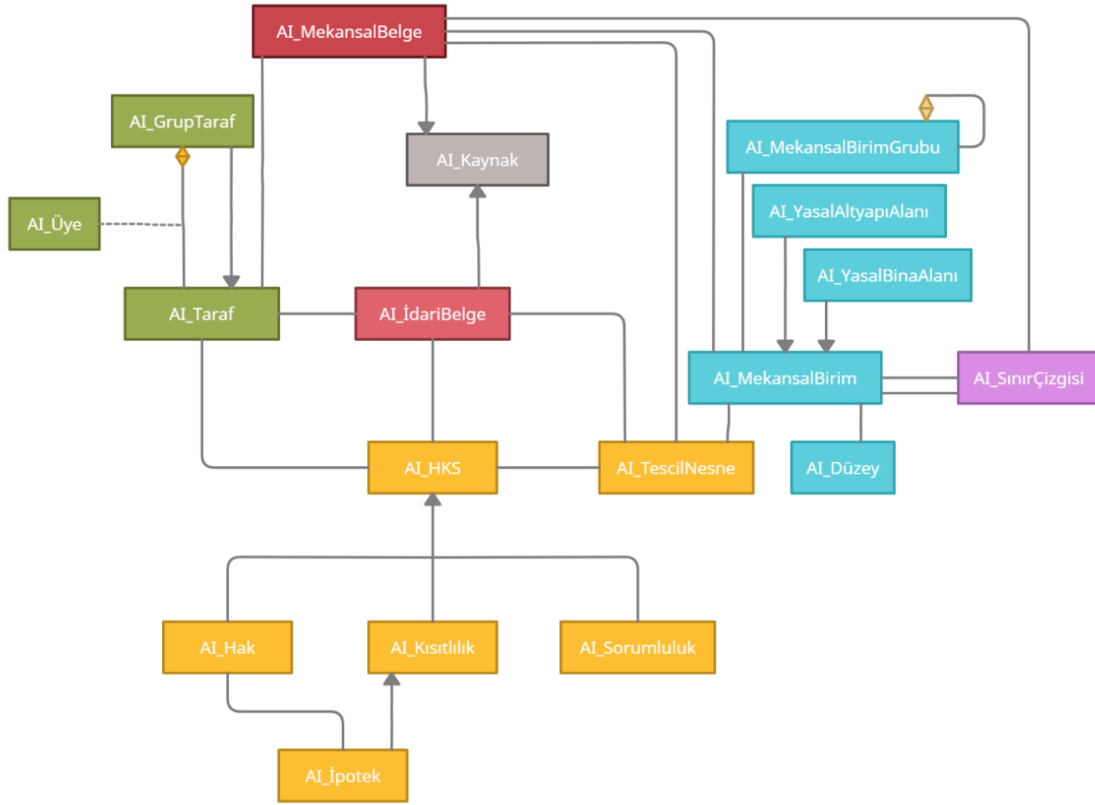 AI_MekansalBelge
AI_GrupTaraf
AI_Kaynak
AI_MekansalBirimGrubu
AI_YasalAltyapıAlanı
AI_Üye
AI_YasalBinaAlanı
AI_Taraf
AI_İdariBelge
AI_MekansalBirim
AI_SınırÇizgisi
AI_HKS
AI_TescilNesne
AI_Düzey
AI_Hak
AI_Kısıtlılık
AI_Sorumluluk
AI_İpotek